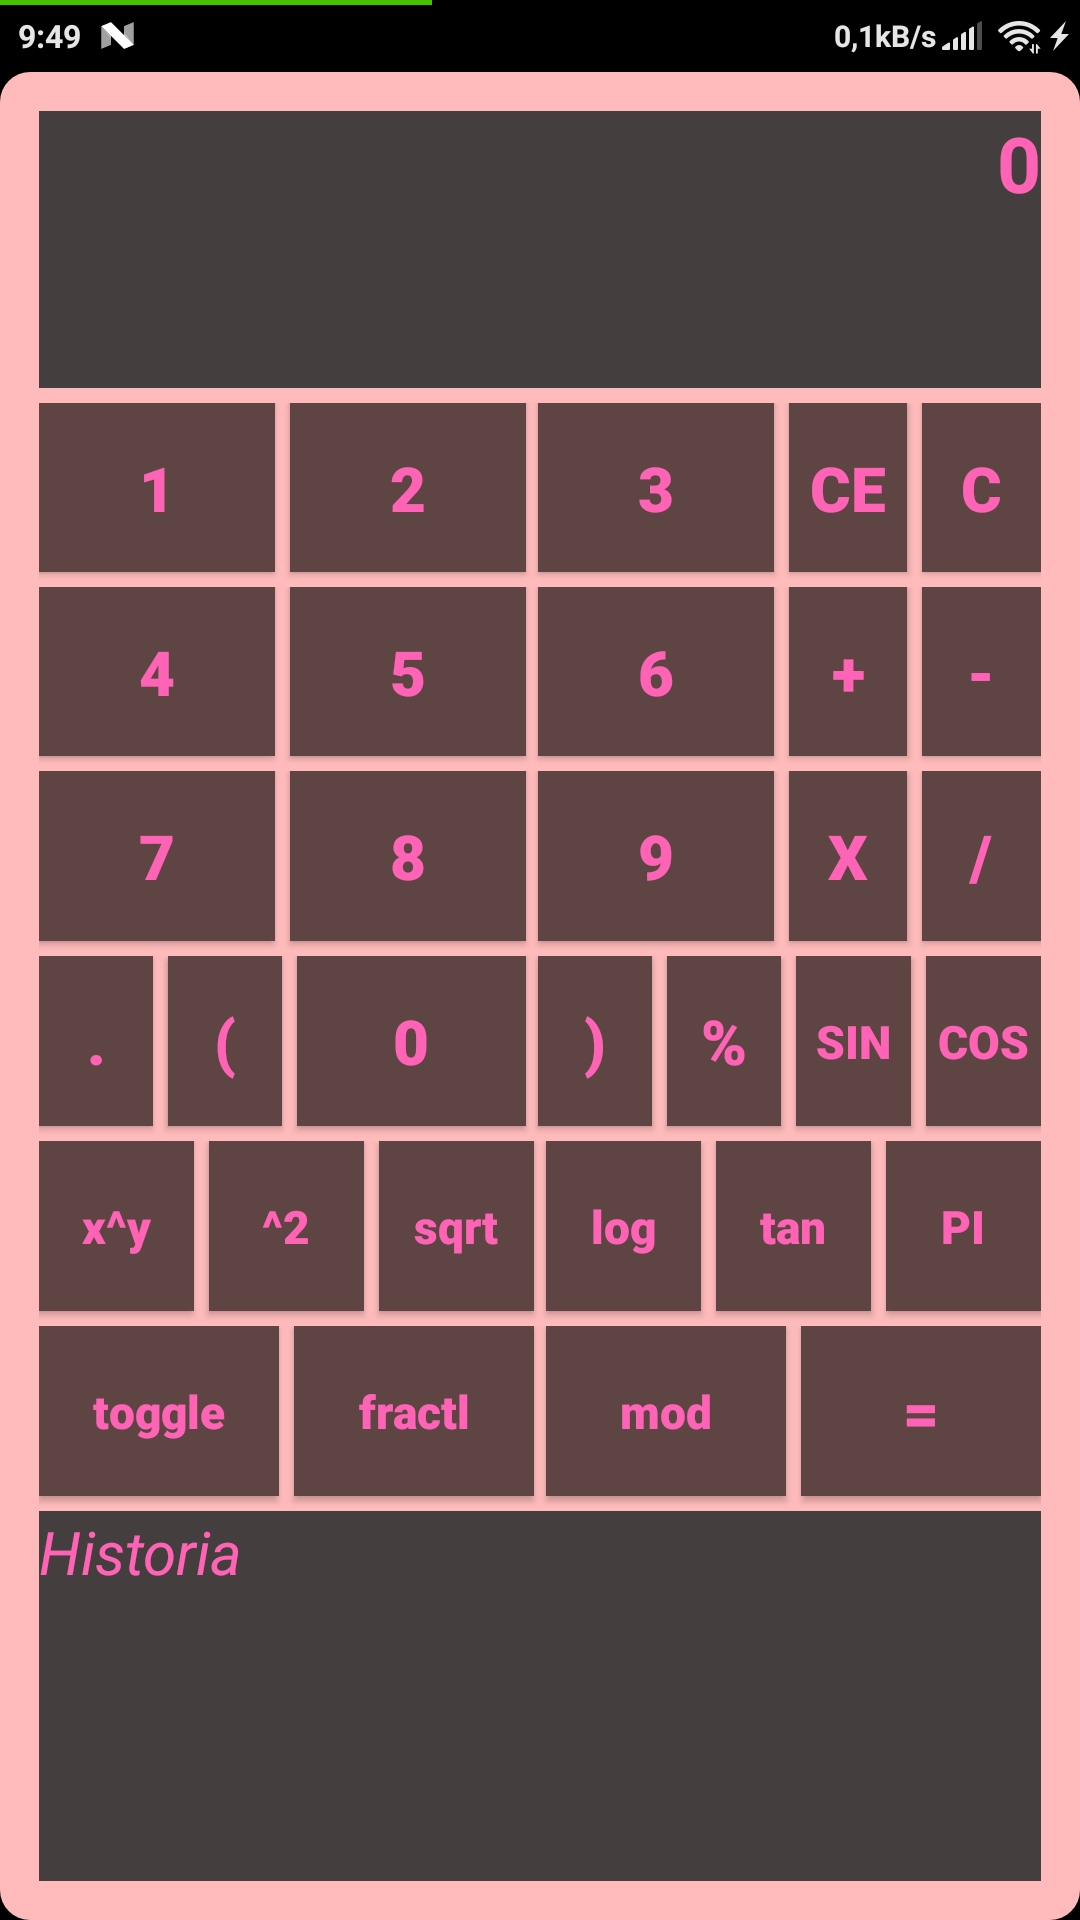 9:49 0,1kB/s
0
1 2 3 CE C
4 5 6 + -
7 8 9 X /
. ( 0 ) % SIN COS
x^y ^2 sqrt log tan PI
toggle fractl mod =
Historia